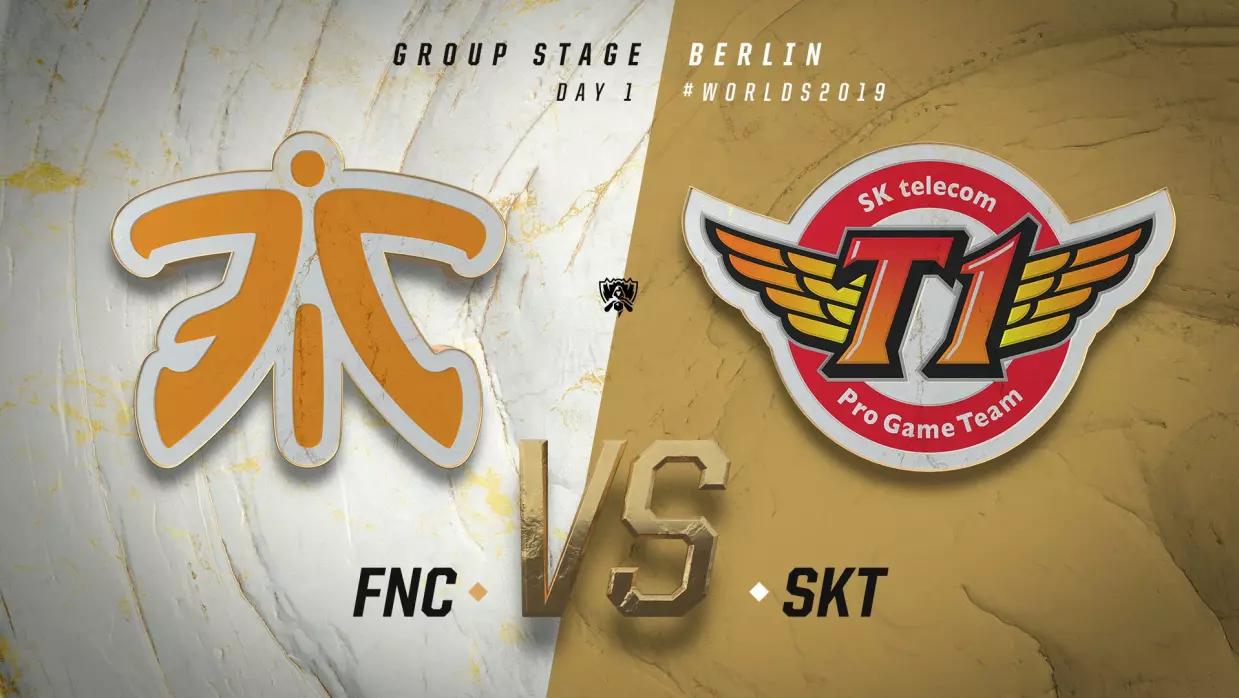 GROUP STAGE
BERLIN
DAY 1
#WORLDS2019
SK telecom
T1
Pro Game Team
VS
FNC
SKT